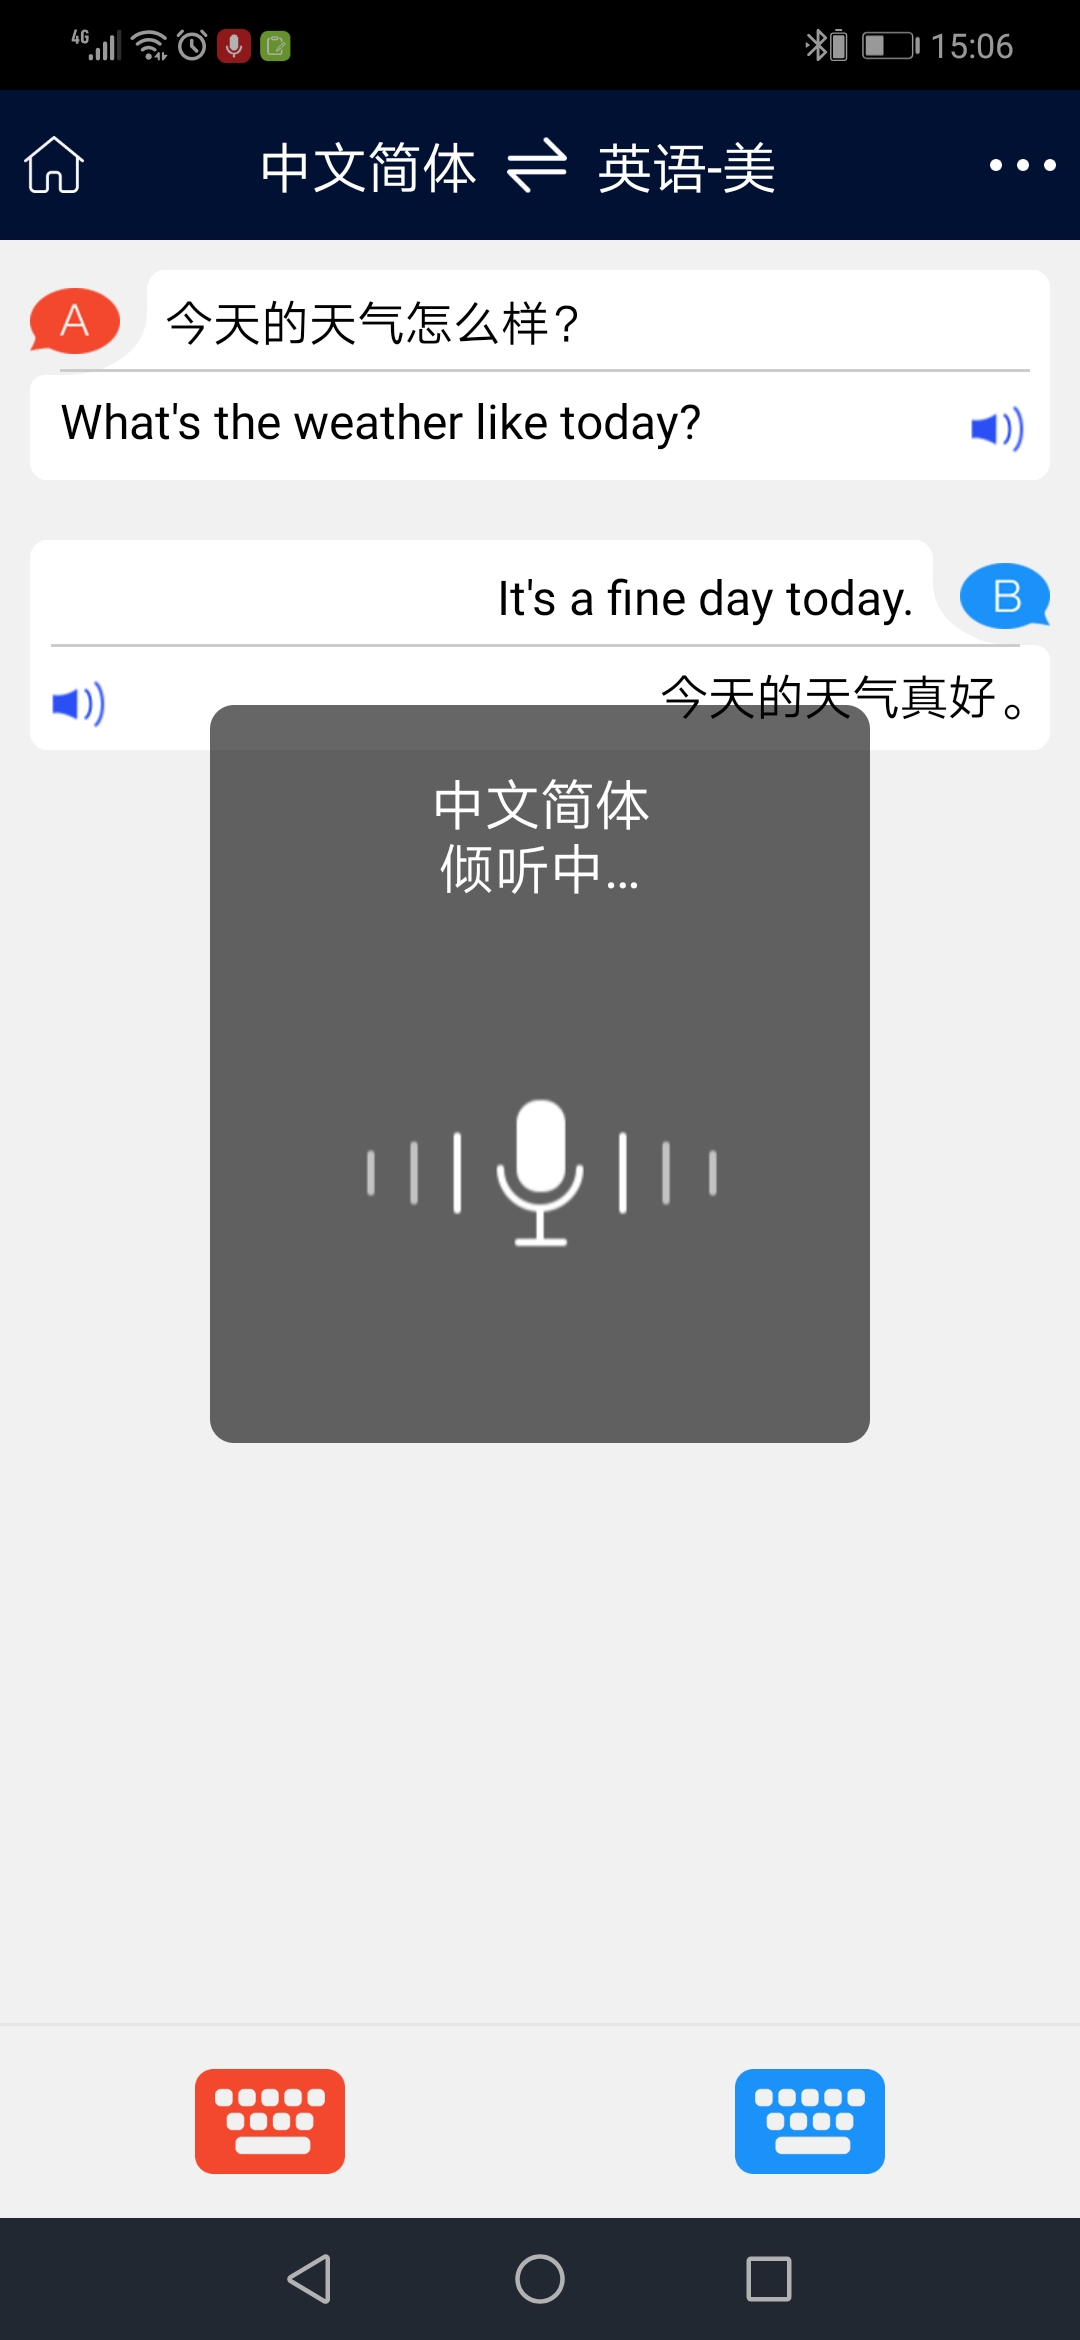 4G 15:06
中文简体 英语-美
A 今天的天气怎么样？
What's the weather like today?
It's a fine day today. B
今天的天气真好。
中文简体
倾听中...